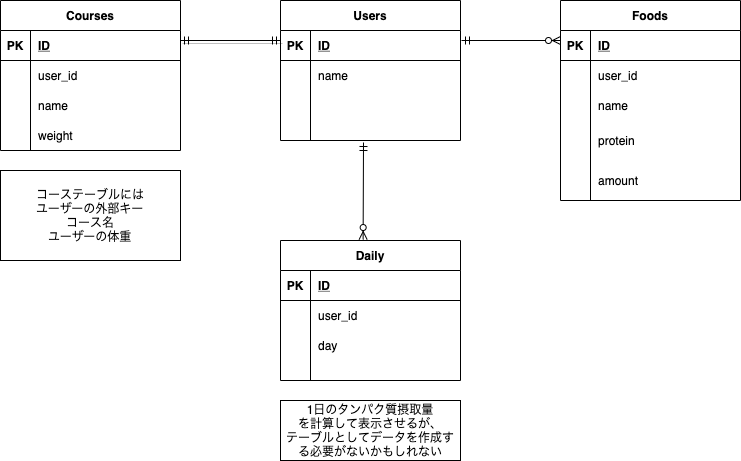 Courses
PK ID
user_id
name
weight
コーステーブルには
ユーザーの外部キー
コース名
ユーザーの体重
Users
PK ID
name
Foods
PK ID
user_id
name
protein
amount
Daily
PK ID
user_id
day
1日のタンパク質摂取量
を計算して表示させるが、
テーブルとしてデータを作成す
る必要がないかもしれない